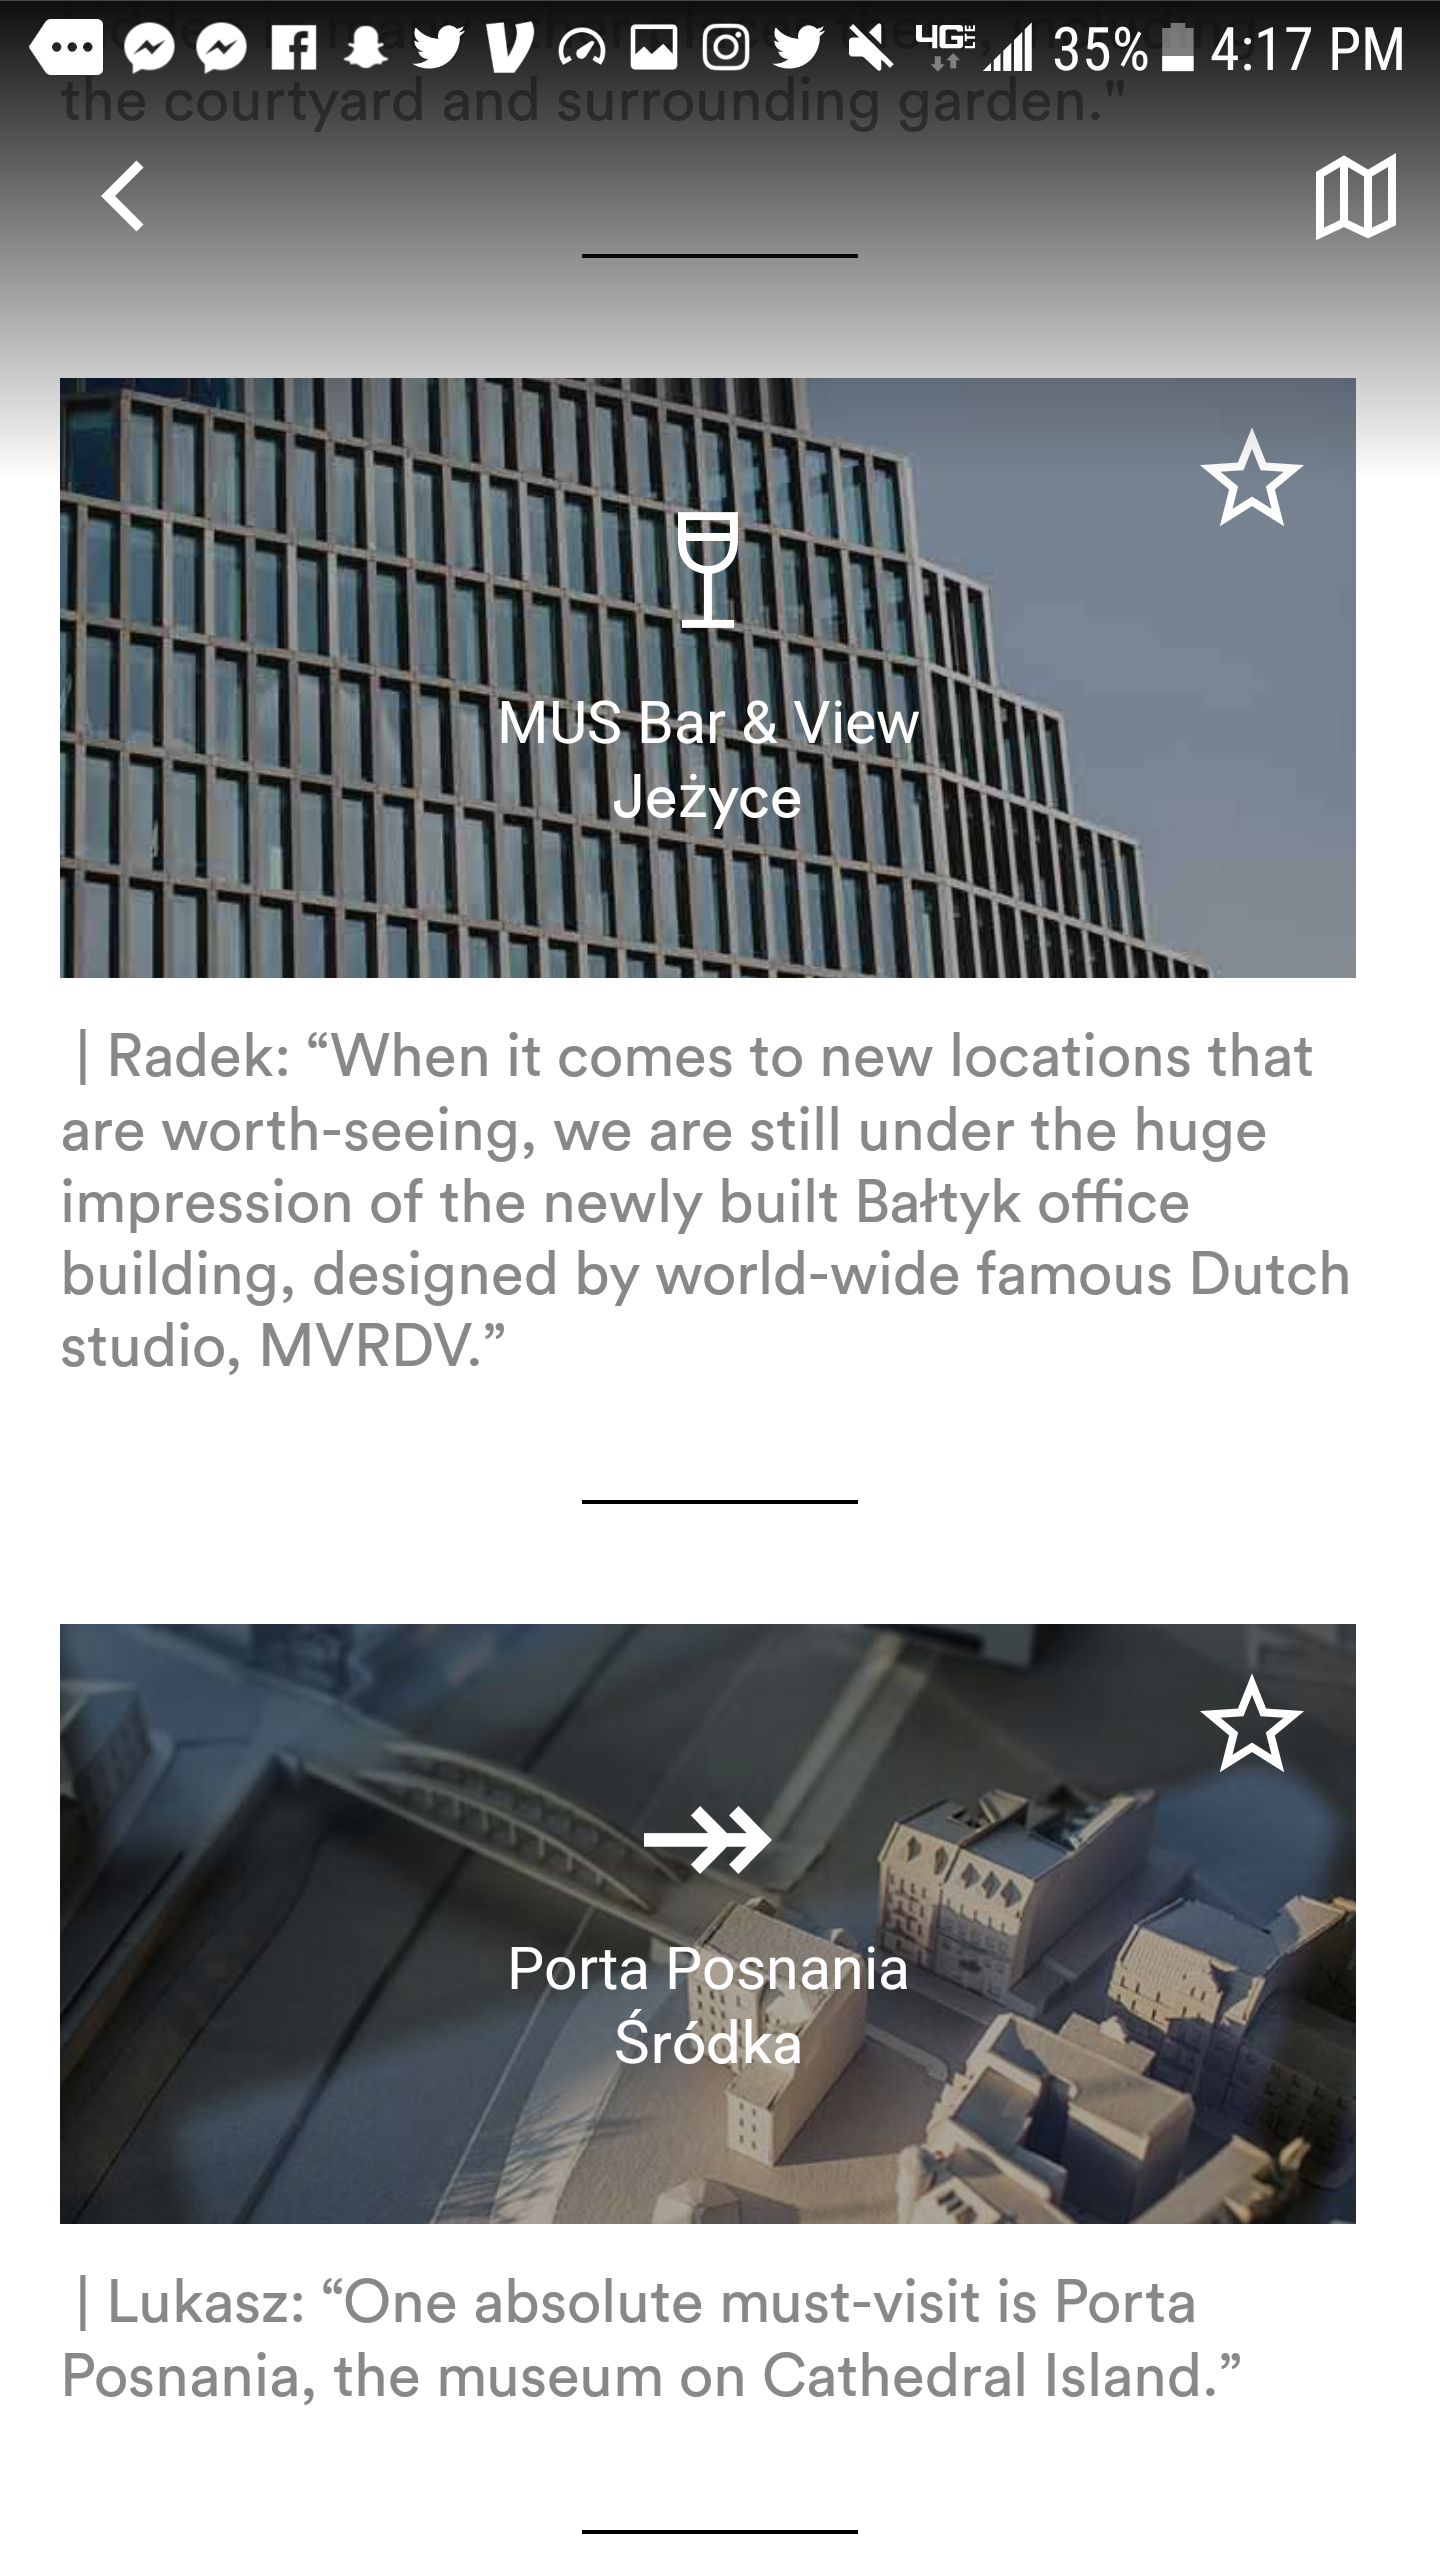 35% 4:17 PM
the courtyard and surrounding garden."
MUS Bar & View
Jeżyce
| Radek: “When it comes to new locations that
are worth-seeing, we are still under the huge
impression of the newly built Bałtyk office
building, designed by world-wide famous Dutch
studio, MVRDV.”
Porta Posnania
Śródka
| Lukasz: “One absolute must-visit is Porta
Posnania, the museum on Cathedral Island.”